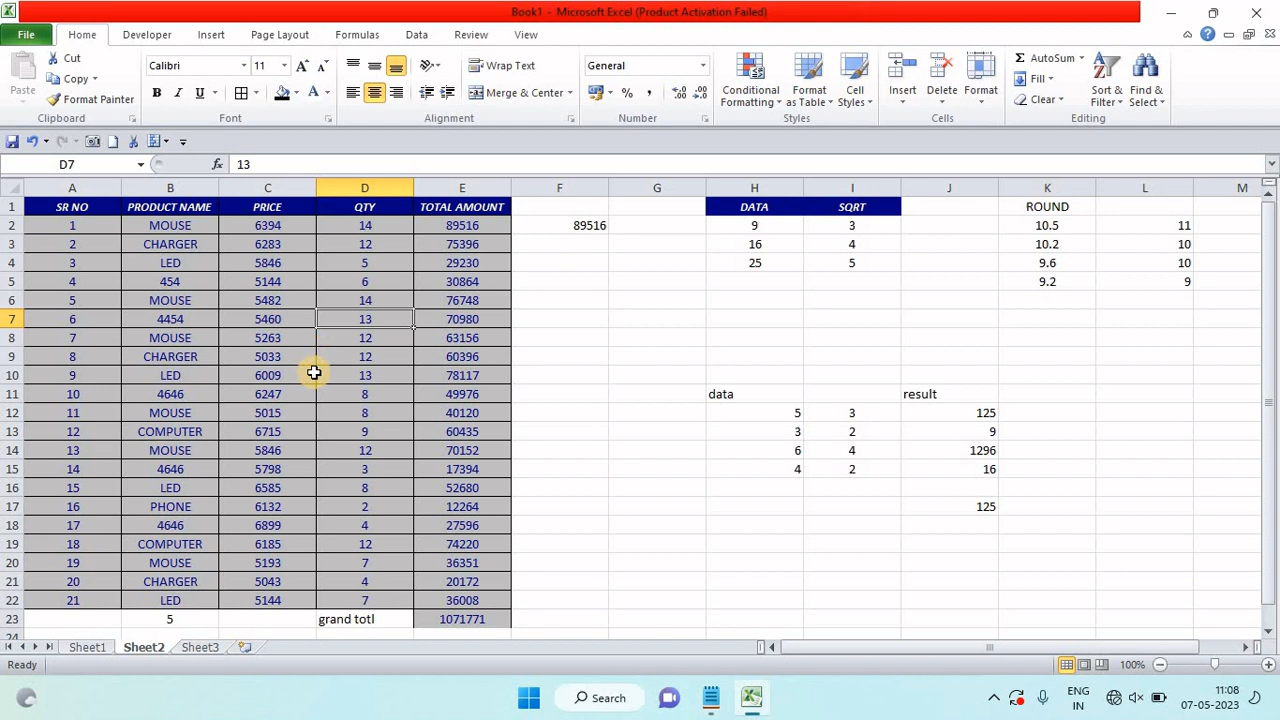 Book1 - Microsoft Excel (Product Activation Failed)
File Home Developer Insert Page Layout Formulas Data Review View
Paste Cut Copy Format Painter Clipboard
Calibri 11 A A B I U A Font
Wrap Text Merge & Center Alignment
General % , Number
Conditional Formatting Format as Table Cell Styles Styles
Insert Delete Format Cells
AutoSum Fill Clear Sort & Filter Find & Select Editing
D7 fx 13
A B C D E F G H I J K L M
1 SR NO PRODUCT NAME PRICE QTY TOTAL AMOUNT DATA SQRT ROUND
2 1 MOUSE 6394 14 89516 89516 9 3 10.5 11
3 2 CHARGER 6283 12 75396 16 4 10.2 10
4 3 LED 5846 5 29230 25 5 9.6 10
5 4 454 5144 6 30864 9.2 9
6 5 MOUSE 5482 14 76748
7 6 4454 5460 13 70980
8 7 MOUSE 5263 12 63156
9 8 CHARGER 5033 12 60396
10 9 LED 6009 13 78117
11 10 4646 6247 8 49976 data result
12 11 MOUSE 5015 8 40120 5 3 125
13 12 COMPUTER 6715 9 60435 3 2 9
14 13 MOUSE 5846 12 70152 6 4 1296
15 14 4646 5798 3 17394 4 2 16
16 15 LED 6585 8 52680
17 16 PHONE 6132 2 12264 125
18 17 4646 6899 4 27596
19 18 COMPUTER 6185 12 74220
20 19 MOUSE 5193 7 36351
21 20 CHARGER 5043 4 20172
22 21 LED 5144 7 36008
23 5 grand totl 1071771
24
Sheet1 Sheet2 Sheet3
Ready 100%
Search ENG IN 11:08 07-05-2023